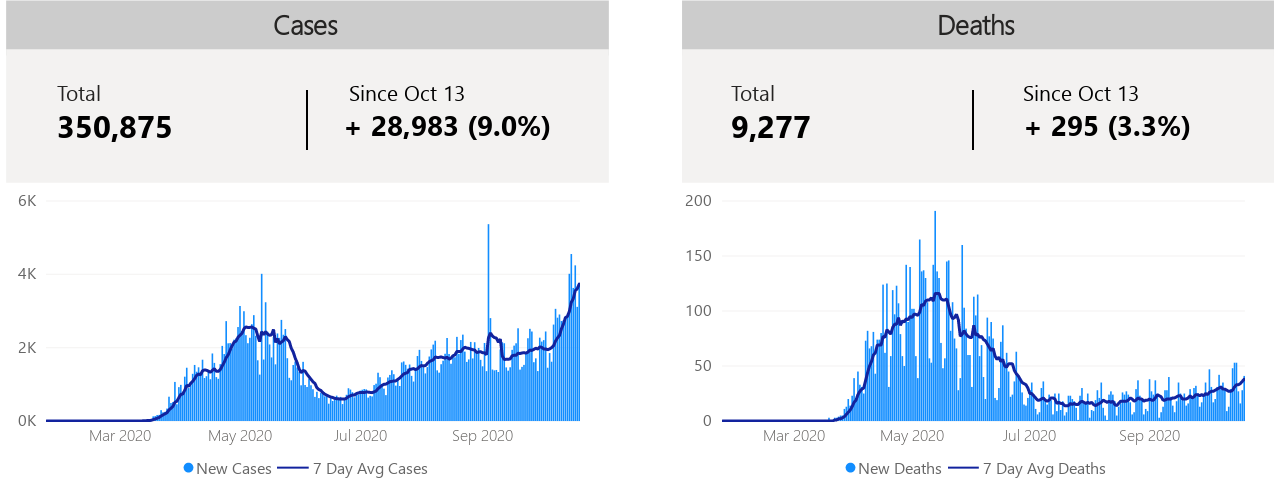 Cases
Total
350,875
Since Oct 13
+ 28,983 (9.0%)
6K
4K
2K
0K
Mar 2020
May 2020
Jul 2020
Sep 2020
New Cases
7 Day Avg Cases
Deaths
Total
9,277
Since Oct 13
+ 295 (3.3%)
200
150
100
50
0
Mar 2020
May 2020
Jul 2020
Sep 2020
New Deaths
7 Day Avg Deaths